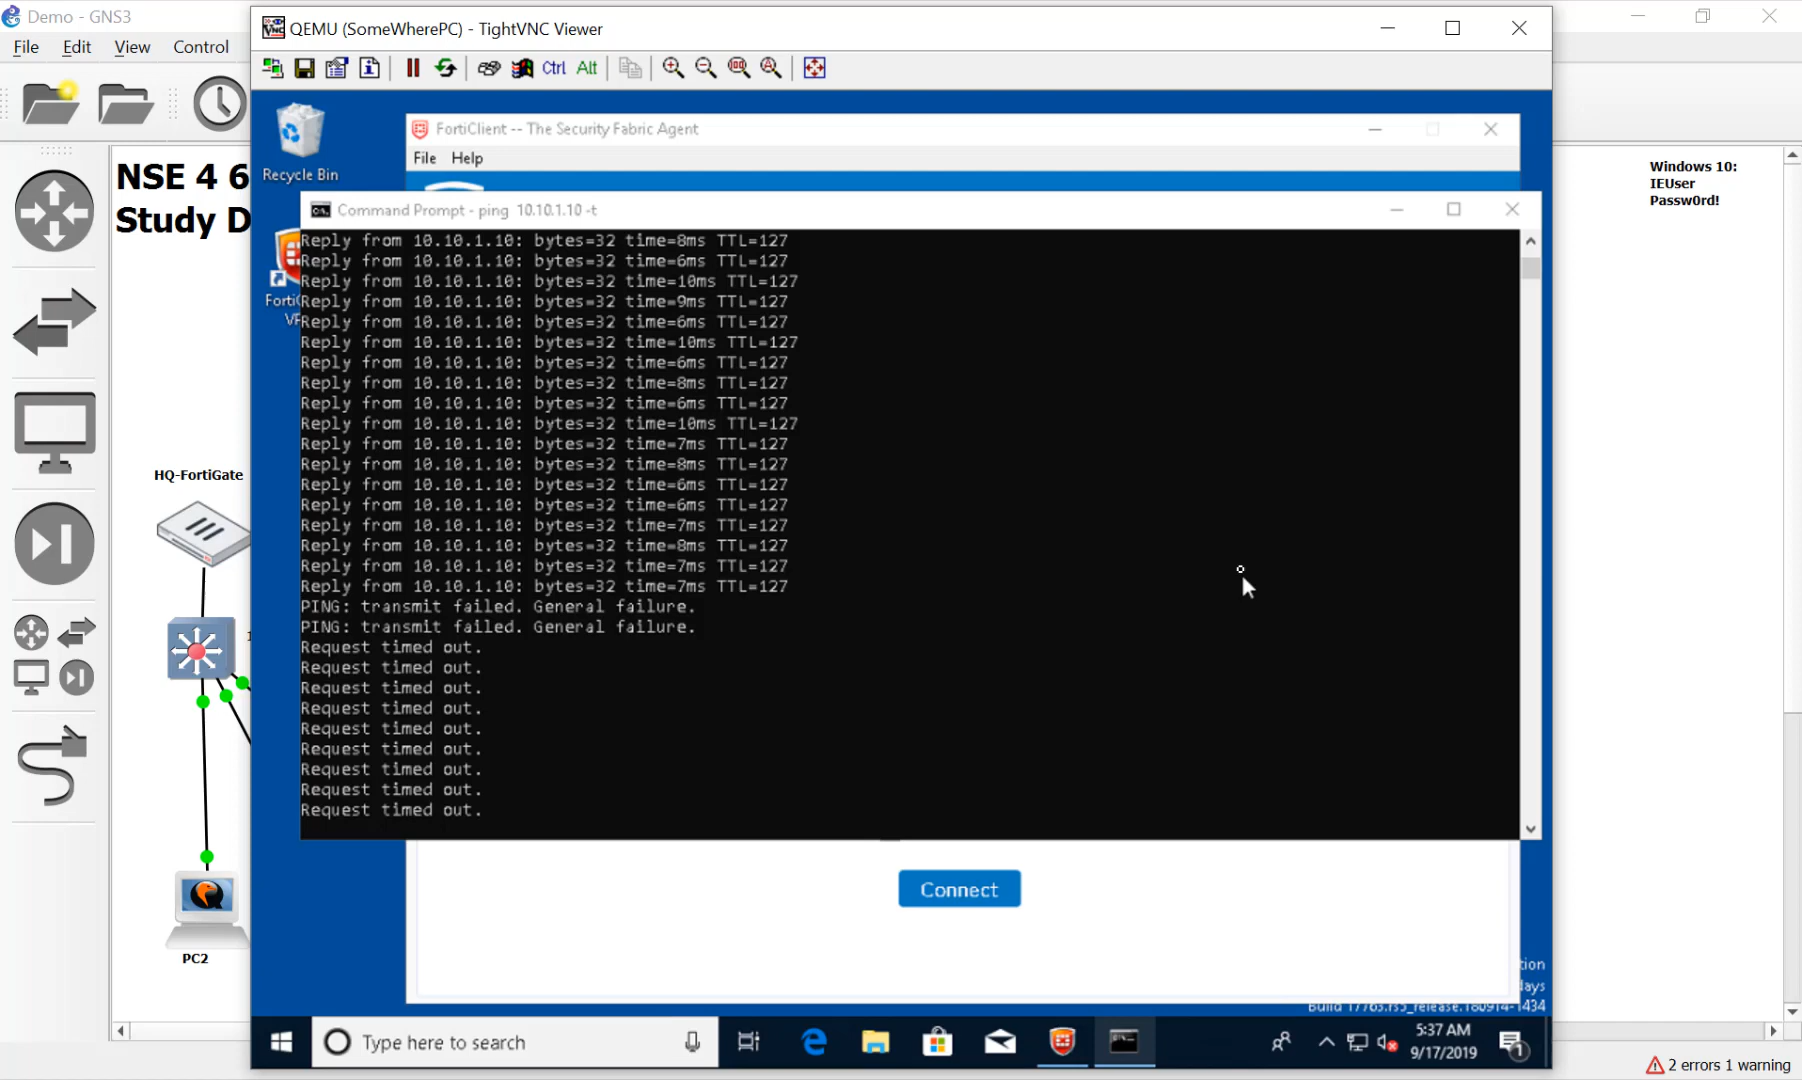 Demo - GNS3
File Edit View Control
QEMU (SomeWherePC) - TightVNC Viewer
Ctrl Alt
NSE 4 6
Study D
Windows 10:
IEUser
Passw0rd!
Recycle Bin
FortiClient -- The Security Fabric Agent
File Help
Forti
Command Prompt - ping 10.10.1.10 -t
Reply from 10.10.1.10: bytes=32 time=8ms TTL=127
Reply from 10.10.1.10: bytes=32 time=6ms TTL=127
Reply from 10.10.1.10: bytes=32 time=10ms TTL=127
Reply from 10.10.1.10: bytes=32 time=9ms TTL=127
Reply from 10.10.1.10: bytes=32 time=6ms TTL=127
Reply from 10.10.1.10: bytes=32 time=10ms TTL=127
Reply from 10.10.1.10: bytes=32 time=6ms TTL=127
Reply from 10.10.1.10: bytes=32 time=8ms TTL=127
Reply from 10.10.1.10: bytes=32 time=6ms TTL=127
Reply from 10.10.1.10: bytes=32 time=10ms TTL=127
Reply from 10.10.1.10: bytes=32 time=7ms TTL=127
Reply from 10.10.1.10: bytes=32 time=8ms TTL=127
Reply from 10.10.1.10: bytes=32 time=6ms TTL=127
Reply from 10.10.1.10: bytes=32 time=6ms TTL=127
Reply from 10.10.1.10: bytes=32 time=7ms TTL=127
Reply from 10.10.1.10: bytes=32 time=8ms TTL=127
Reply from 10.10.1.10: bytes=32 time=7ms TTL=127
Reply from 10.10.1.10: bytes=32 time=7ms TTL=127
PING: transmit failed. General failure.
PING: transmit failed. General failure.
Request timed out.
Request timed out.
Request timed out.
Request timed out.
Request timed out.
Request timed out.
Request timed out.
Request timed out.
Request timed out.
HQ-FortiGate
PC2
Connect
tion
days
Build 17763.rs5_release.180914-1434
Type here to search
5:37 AM
9/17/2019
1
2 errors 1 warning